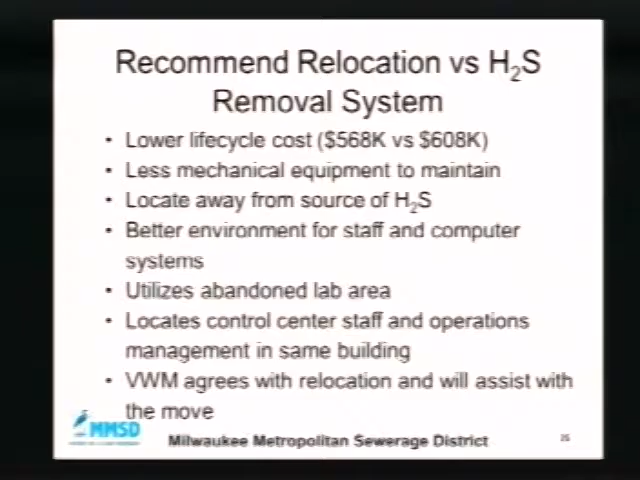 Recommend Relocation vs H₂S
Removal System
• Lower lifecycle cost ($568K vs $608K)
• Less mechanical equipment to maintain
• Locate away from source of H₂S
• Better environment for staff and computer
systems
• Utilizes abandoned lab area
• Locates control center staff and operations
management in same building
• VWM agrees with relocation and will assist with
the move
MMSD
Milwaukee Metropolitan Sewerage District